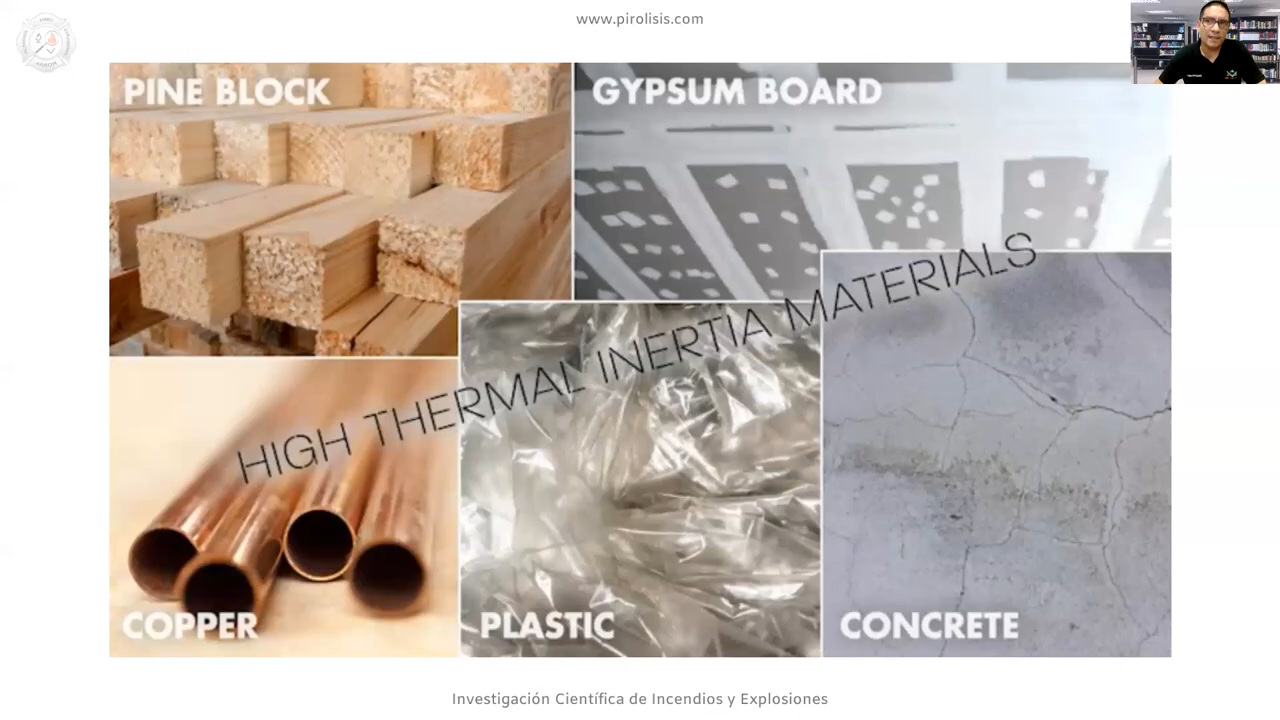 www.pirolisis.com
PINE BLOCK
GYPSUM BOARD
HIGH THERMAL INERTIA MATERIALS
COPPER
PLASTIC
CONCRETE
Investigación Científica de Incendios y Explosiones